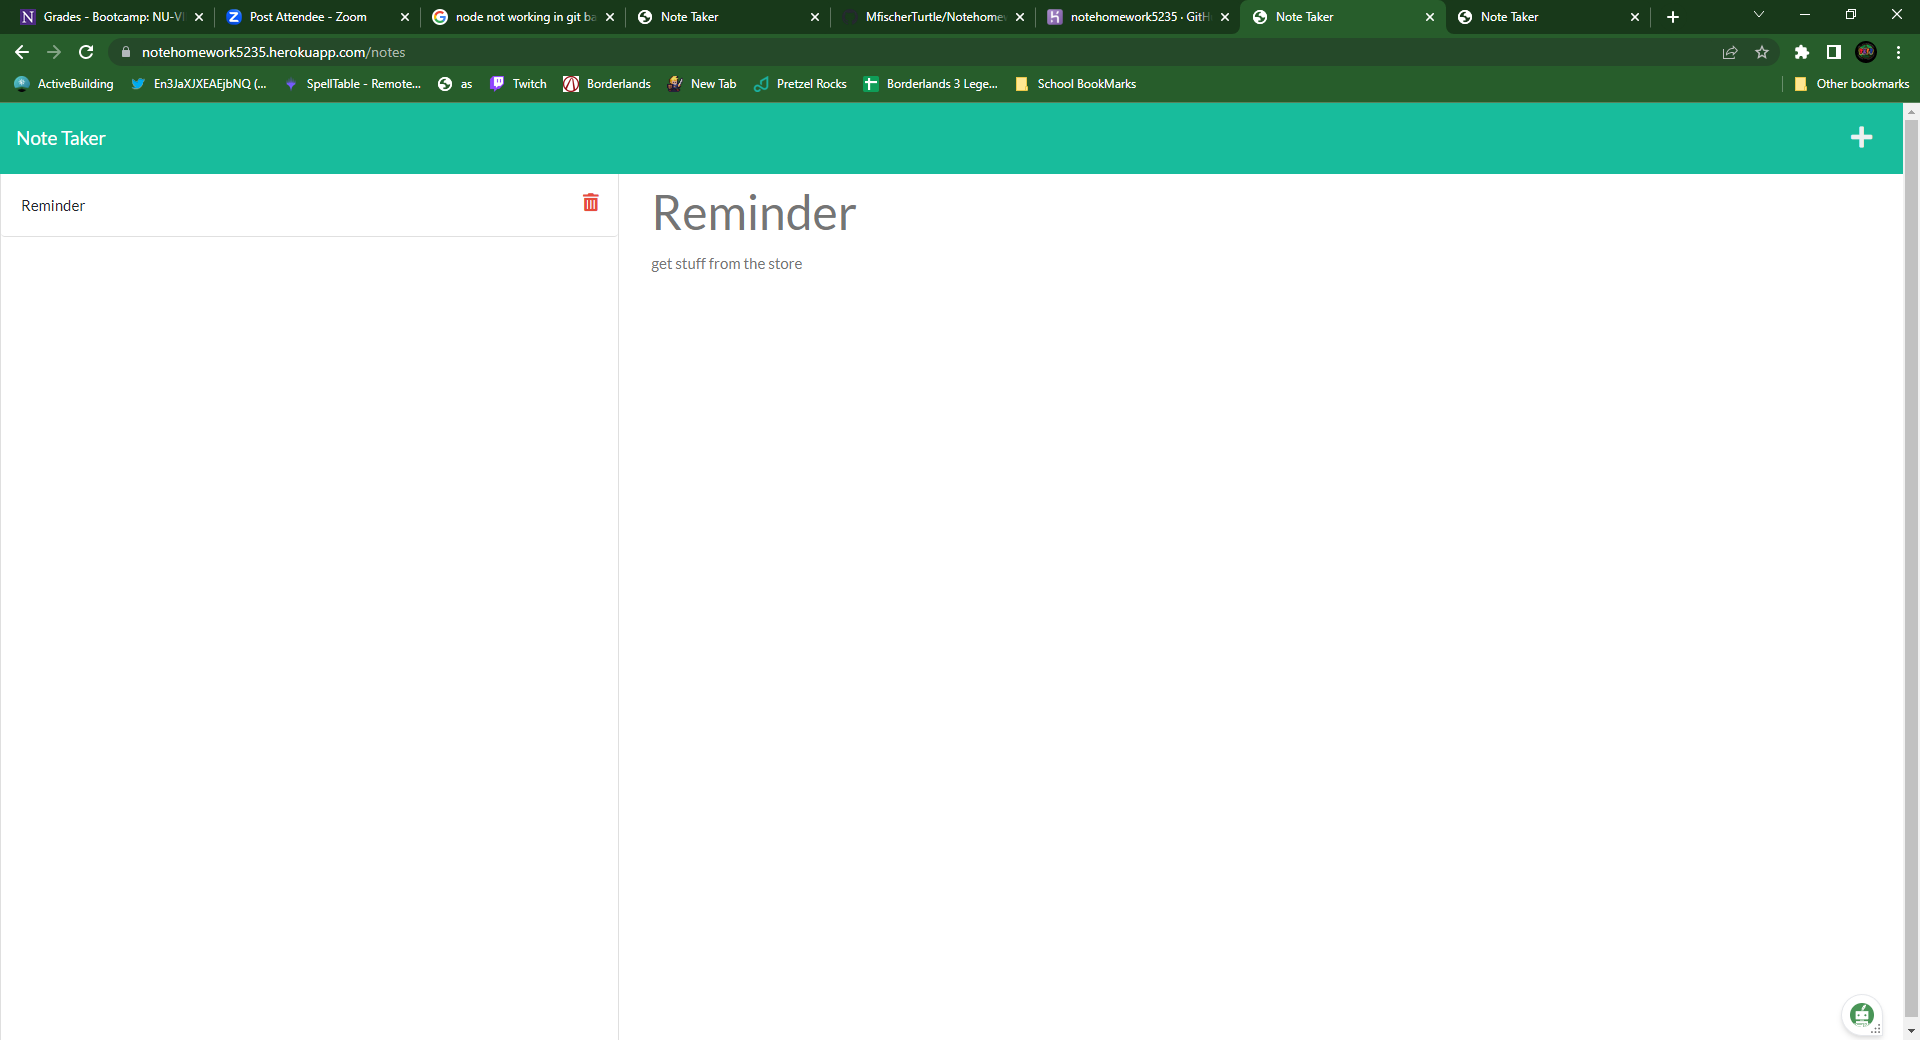 Grades - Bootcamp: NU-VI
Post Attendee - Zoom
node not working in git ba
Note Taker
MfischerTurtle/Notehomew
notehomework5235 · GitH
Note Taker
Note Taker
notehomework5235.herokuapp.com/notes
ActiveBuilding
En3JaXJXEAEjbNQ (...
SpellTable - Remote...
as
Twitch
Borderlands
New Tab
Pretzel Rocks
Borderlands 3 Lege...
School BookMarks
Other bookmarks
Note Taker
Reminder
Reminder
get stuff from the store